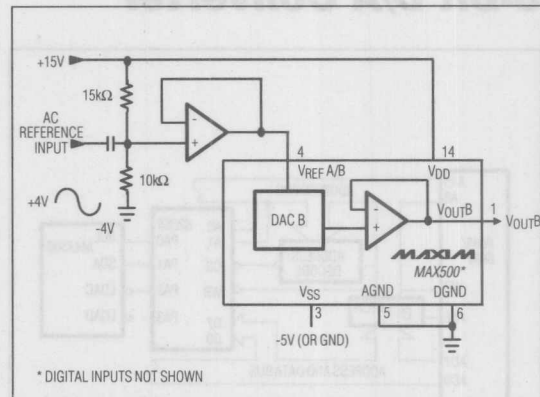 +15V
15kΩ
AC
REFERENCE
INPUT
10kΩ
+4V
-4V
-
+
4
14
VREF A/B
VDD
DAC B
-
+
VOUTB
1
VOUTB
MAXIM
MAX500*
VSS
AGND
DGND
3
5
6
-5V (OR GND)
* DIGITAL INPUTS NOT SHOWN